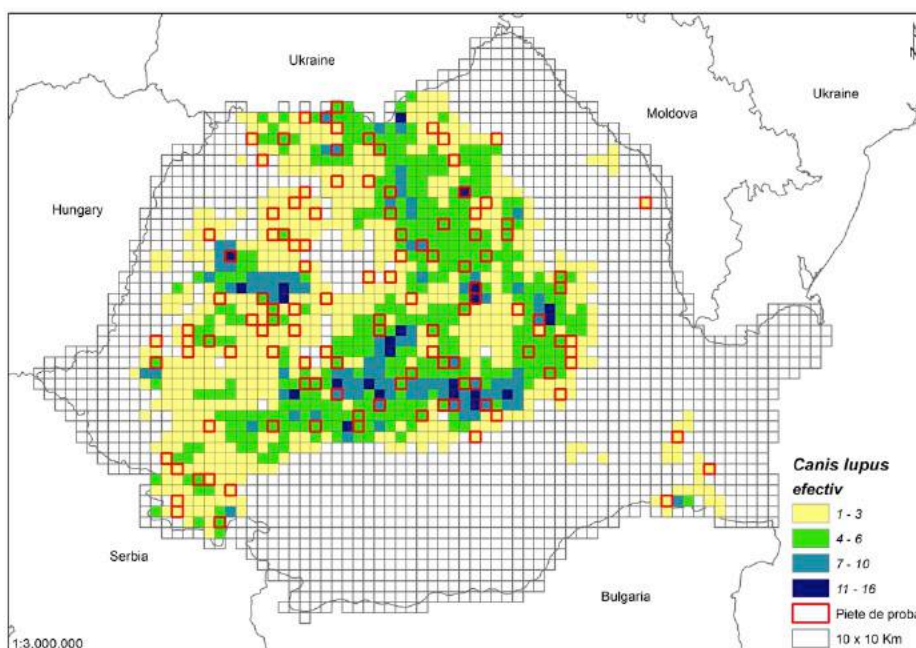 Ukraine
Moldova
Ukraine
Hungary
Canis lupus
efectiv
1 - 3
4 - 6
7 - 10
11 - 16
Piete de proba
10 x 10 Km
Serbia
Bulgaria
1:3.000.000